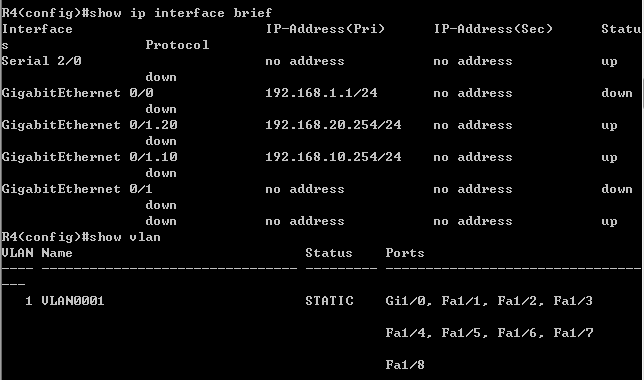 R4(config)#show ip interface brief
Interface                        IP-Address(Pri)      IP-Address(Sec)      Statu
s                 Protocol
Serial 2/0                       no address           no address           up
                  down
GigabitEthernet 0/0              192.168.1.1/24       no address           down
                  down
GigabitEthernet 0/1.20           192.168.20.254/24    no address           up
                  down
GigabitEthernet 0/1.10           192.168.10.254/24    no address           up
                  down
GigabitEthernet 0/1              no address           no address           down
                  down
                  down           no address           no address           up
R4(config)#show vlan
VLAN Name                             Status    Ports
---- -------------------------------- --------- --------------------------------
---
   1 VLAN0001                         STATIC    Gi1/0, Fa1/1, Fa1/2, Fa1/3
                                                Fa1/4, Fa1/5, Fa1/6, Fa1/7
                                                Fa1/8